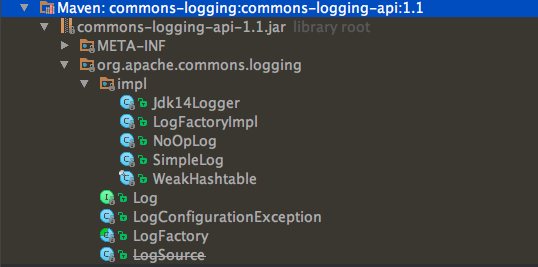 Maven: commons-logging:commons-logging-api:1.1
commons-logging-api-1.1.jar library root
META-INF
org.apache.commons.logging
impl
Jdk14Logger
LogFactoryImpl
NoOpLog
SimpleLog
WeakHashtable
Log
LogConfigurationException
LogFactory
LogSource